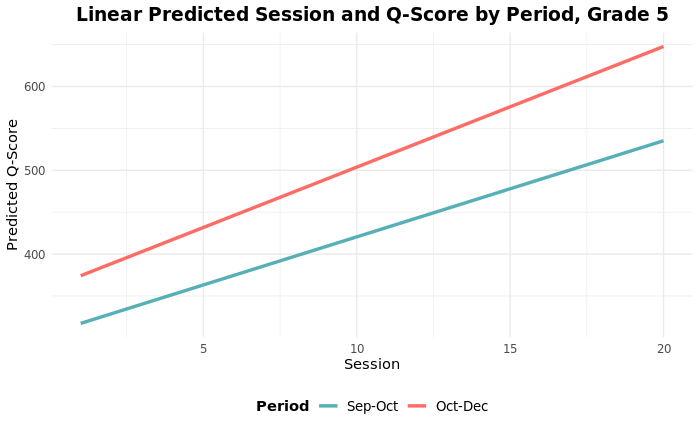 Linear Predicted Session and Q-Score by Period, Grade 5
Predicted Q-Score
600
500
400
5 10 15 20
Session
Period Sep-Oct Oct-Dec